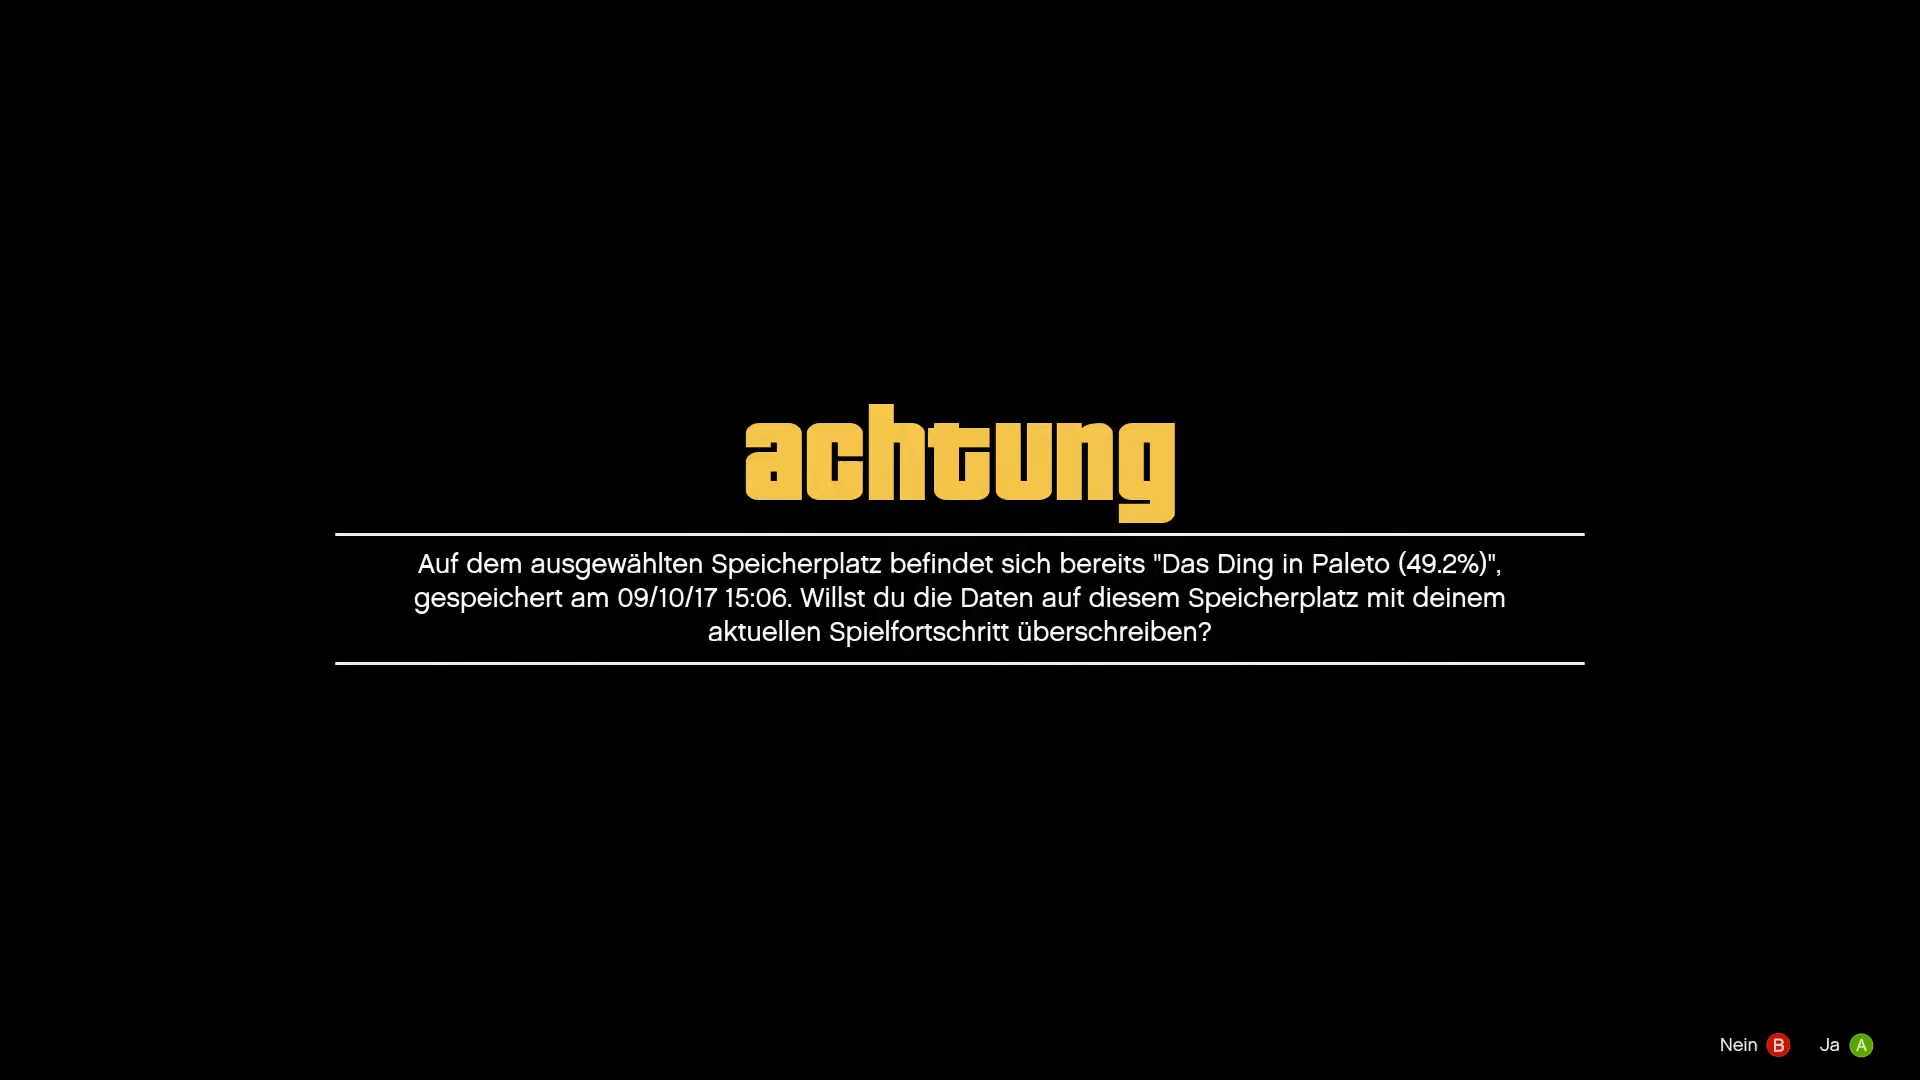 achtung
Auf dem ausgewählten Speicherplatz befindet sich bereits "Das Ding in Paleto (49.2%)",
gespeichert am 09/10/17 15:06. Willst du die Daten auf diesem Speicherplatz mit deinem
aktuellen Spielfortschritt überschreiben?
Nein B Ja A